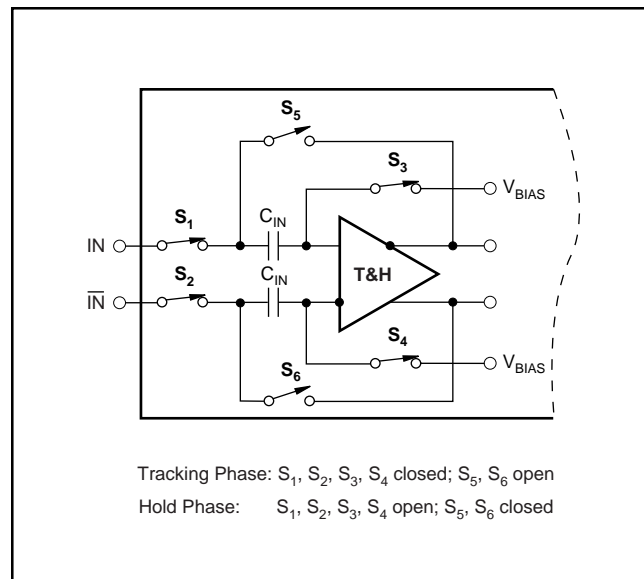 S5
S3
VBIAS
CIN
S1
IN
T&H
CIN
S2
I̅N̅
S4
VBIAS
S6
Tracking Phase: S1, S2, S3, S4 closed; S5, S6 open
Hold Phase: S1, S2, S3, S4 open; S5, S6 closed